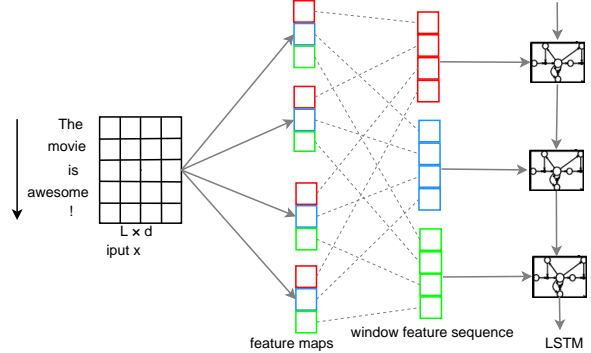 The
movie
is
awesome
!
L × d
iput x
feature maps
window feature sequence
LSTM